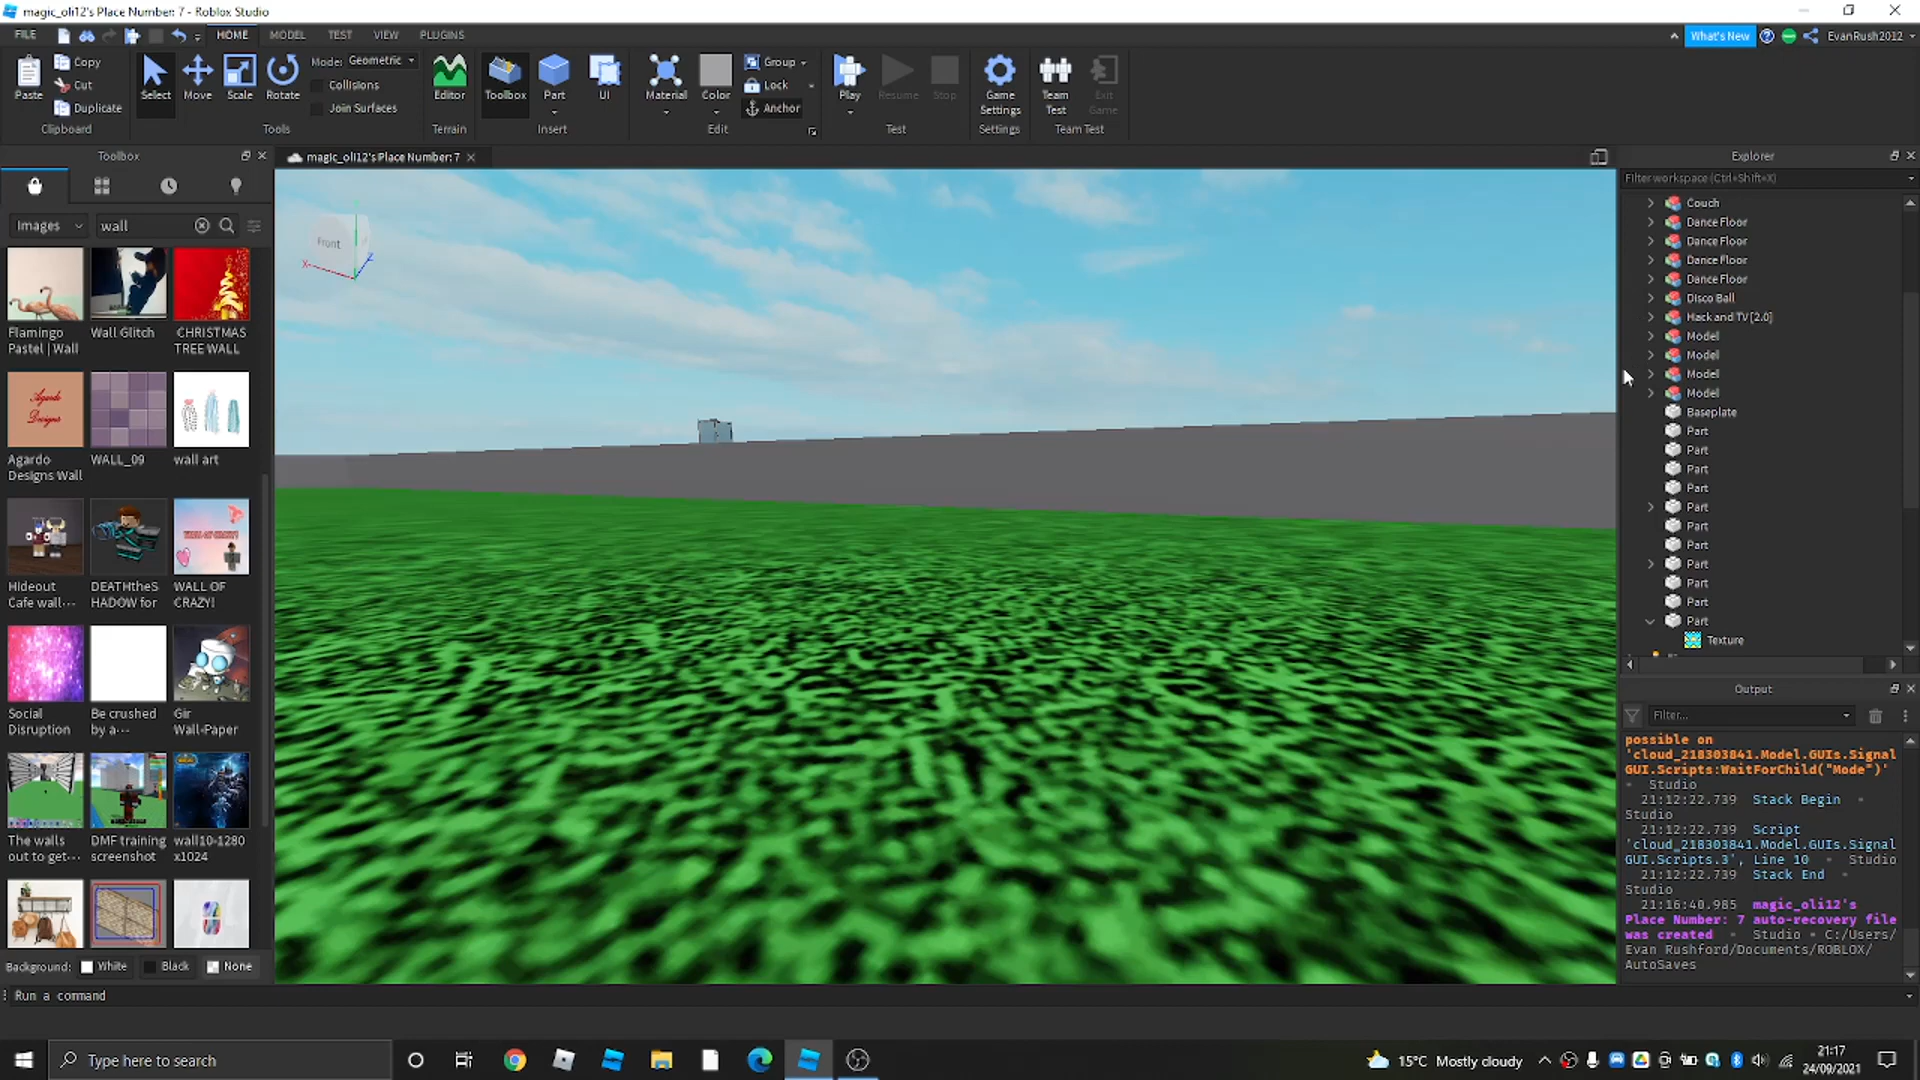 magic_oli12's Place Number: 7 - Roblox Studio
FILE HOME MODEL TEST VIEW PLUGINS What's New EvanRush2012
Paste Copy Cut Duplicate Clipboard
Select Move Scale Rotate Mode: Geometric Collisions Join Surfaces Tools
Editor Terrain
Toolbox Part UI Insert
Material Color Group Lock Anchor Edit
Play Resume Stop Test
Game Settings Settings
Team Test Exit Game Team Test
Toolbox
magic_oli12's Place Number: 7
Explorer
Images wall
Filter workspace (Ctrl+Shift+X)
Flamingo Pastel | Wall
Wall Glitch
CHRISTMAS TREE WALL
Agardo Designs
Agardo Designs Wall
WALL_09
wall art
WALL OF CRAZY!
HIdeout Cafe wall···
DEATHtheS HADOW for
WALL OF CRAZY!
Social Disruption
Be crushed by a···
Gir Wall-Paper
The walls out to get···
DMF training screenshot
wall10-1280 x1024
Background: White Black None
Run a command
Front
X
Z
Couch
Dance Floor
Dance Floor
Dance Floor
Dance Floor
Disco Ball
Hack and TV [2.0]
Model
Model
Model
Model
Baseplate
Part
Part
Part
Part
Part
Part
Part
Part
Part
Part
Part
Texture
Output
Filter...
possible on
'cloud_218303841.Model.GUIs.Signal
GUI.Scripts:WaitForChild("Mode")'
- Studio
21:12:22.739 Stack Begin -
Studio
21:12:22.739 Script
'cloud_218303841.Model.GUIs.Signal
GUI.Scripts.3', Line 10 - Studio
21:12:22.739 Stack End -
Studio
21:16:40.985 magic_oli12's
Place Number: 7 auto-recovery file
was created - Studio - C:/Users/
Evan Rushford/Documents/ROBLOX/
AutoSaves
Type here to search
15°C Mostly cloudy
21:17
24/09/2021